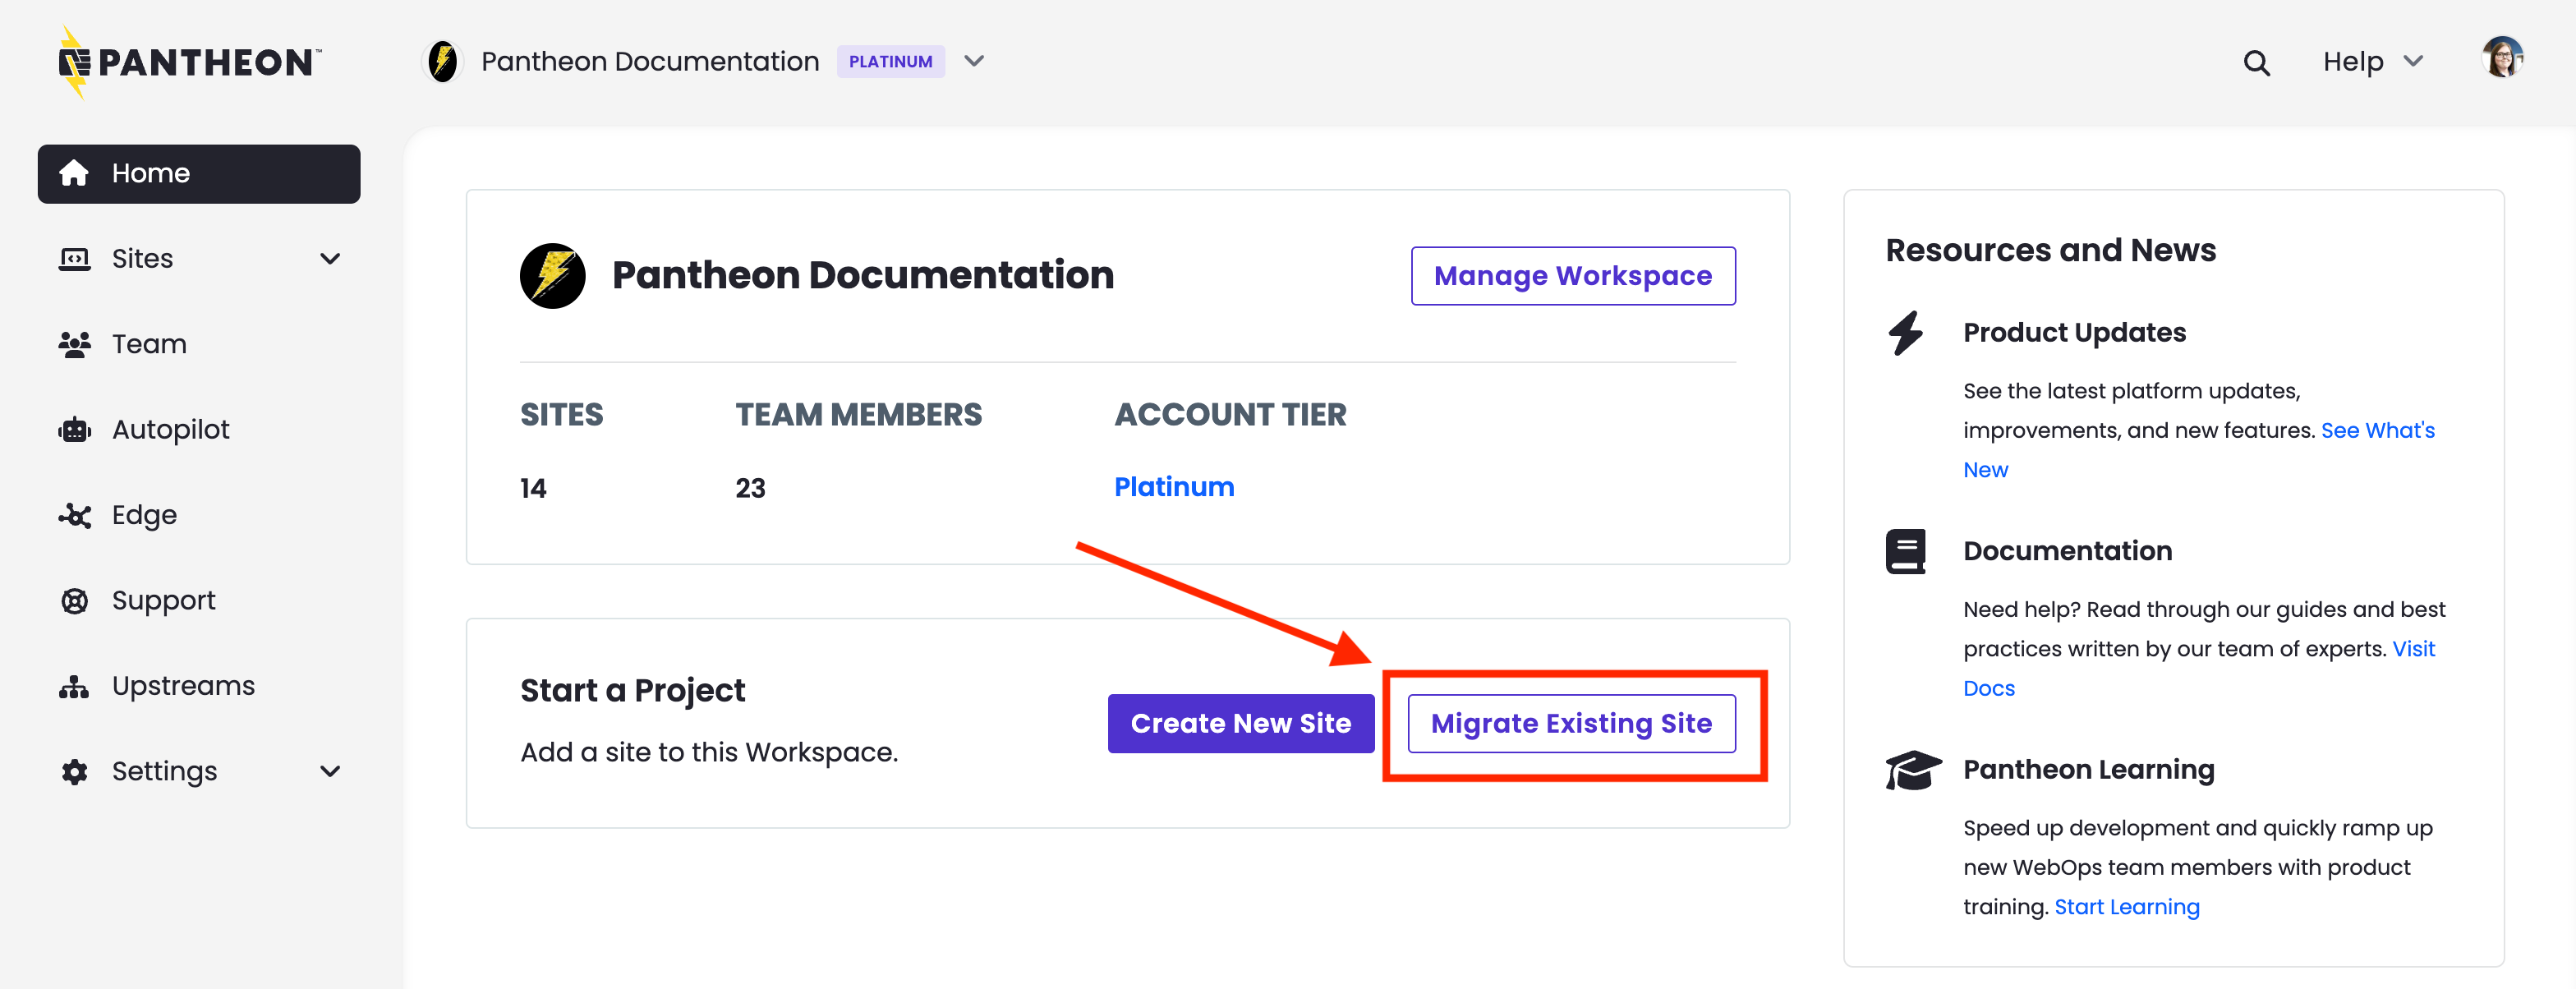 PANTHEON™
Pantheon Documentation PLATINUM
Help
Home
Sites
Team
Autopilot
Edge
Support
Upstreams
Settings
Pantheon Documentation
Manage Workspace
SITES TEAM MEMBERS ACCOUNT TIER
14 23 Platinum
Start a Project
Add a site to this Workspace.
Create New Site
Migrate Existing Site
Resources and News
Product Updates
See the latest platform updates,
improvements, and new features. See What's
New
Documentation
Need help? Read through our guides and best
practices written by our team of experts. Visit
Docs
Pantheon Learning
Speed up development and quickly ramp up
new WebOps team members with product
training. Start Learning